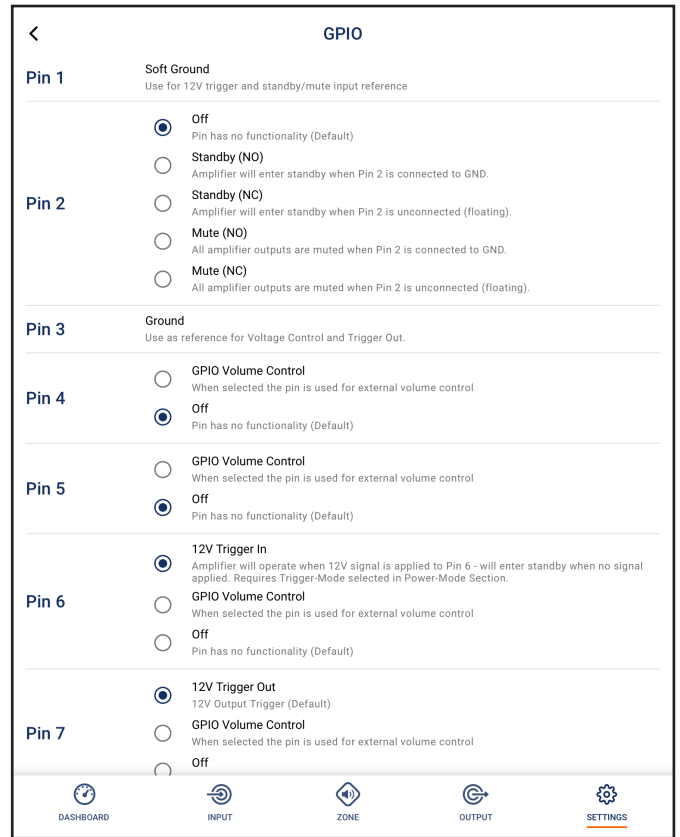 GPIO
Pin 1
Soft Ground
Use for 12V trigger and standby/mute input reference
Pin 2
Off
Pin has no functionality (Default)
Standby (NO)
Amplifier will enter standby when Pin 2 is connected to GND.
Standby (NC)
Amplifier will enter standby when Pin 2 is unconnected (floating).
Mute (NO)
All amplifier outputs are muted when Pin 2 is connected to GND.
Mute (NC)
All amplifier outputs are muted when Pin 2 is unconnected (floating).
Pin 3
Ground
Use as reference for Voltage Control and Trigger Out.
Pin 4
GPIO Volume Control
When selected the pin is used for external volume control
Off
Pin has no functionality (Default)
Pin 5
GPIO Volume Control
When selected the pin is used for external volume control
Off
Pin has no functionality (Default)
Pin 6
12V Trigger In
Amplifier will operate when 12V signal is applied to Pin 6 - will enter standby when no signal
applied. Requires Trigger-Mode selected in Power-Mode Section.
GPIO Volume Control
When selected the pin is used for external volume control
Off
Pin has no functionality (Default)
Pin 7
12V Trigger Out
12V Output Trigger (Default)
GPIO Volume Control
When selected the pin is used for external volume control
Off
DASHBOARD
INPUT
ZONE
OUTPUT
SETTINGS